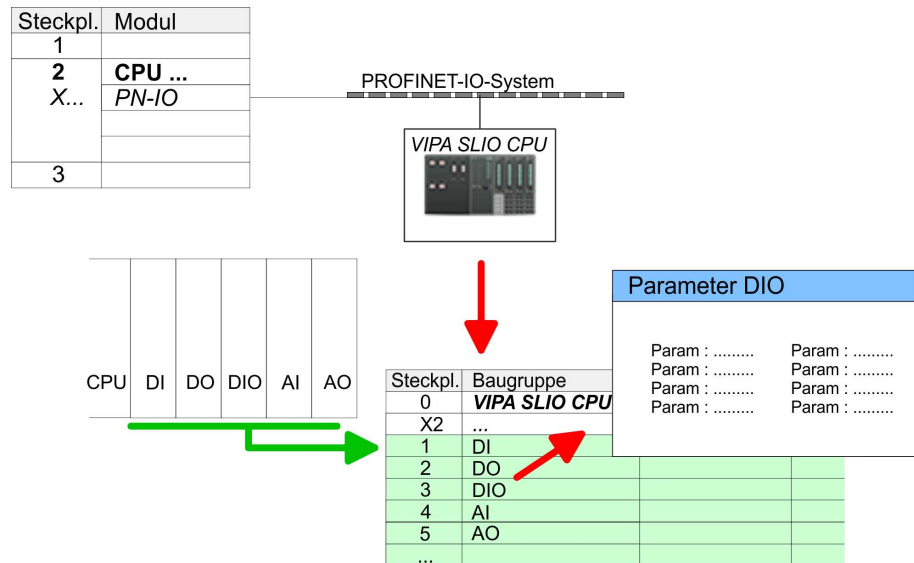 Steckpl. Modul
1
2 CPU ...
X... PN-IO
3
PROFINET-IO-System
VIPA SLIO CPU
CPU DI DO DIO AI AO
Parameter DIO
Param : ......... Param : .........
Param : ......... Param : .........
Param : ......... Param : .........
Param : ......... Param : .........
Steckpl. Baugruppe
0 VIPA SLIO CPU
X2 ...
1 DI
2 DO
3 DIO
4 AI
5 AO
...